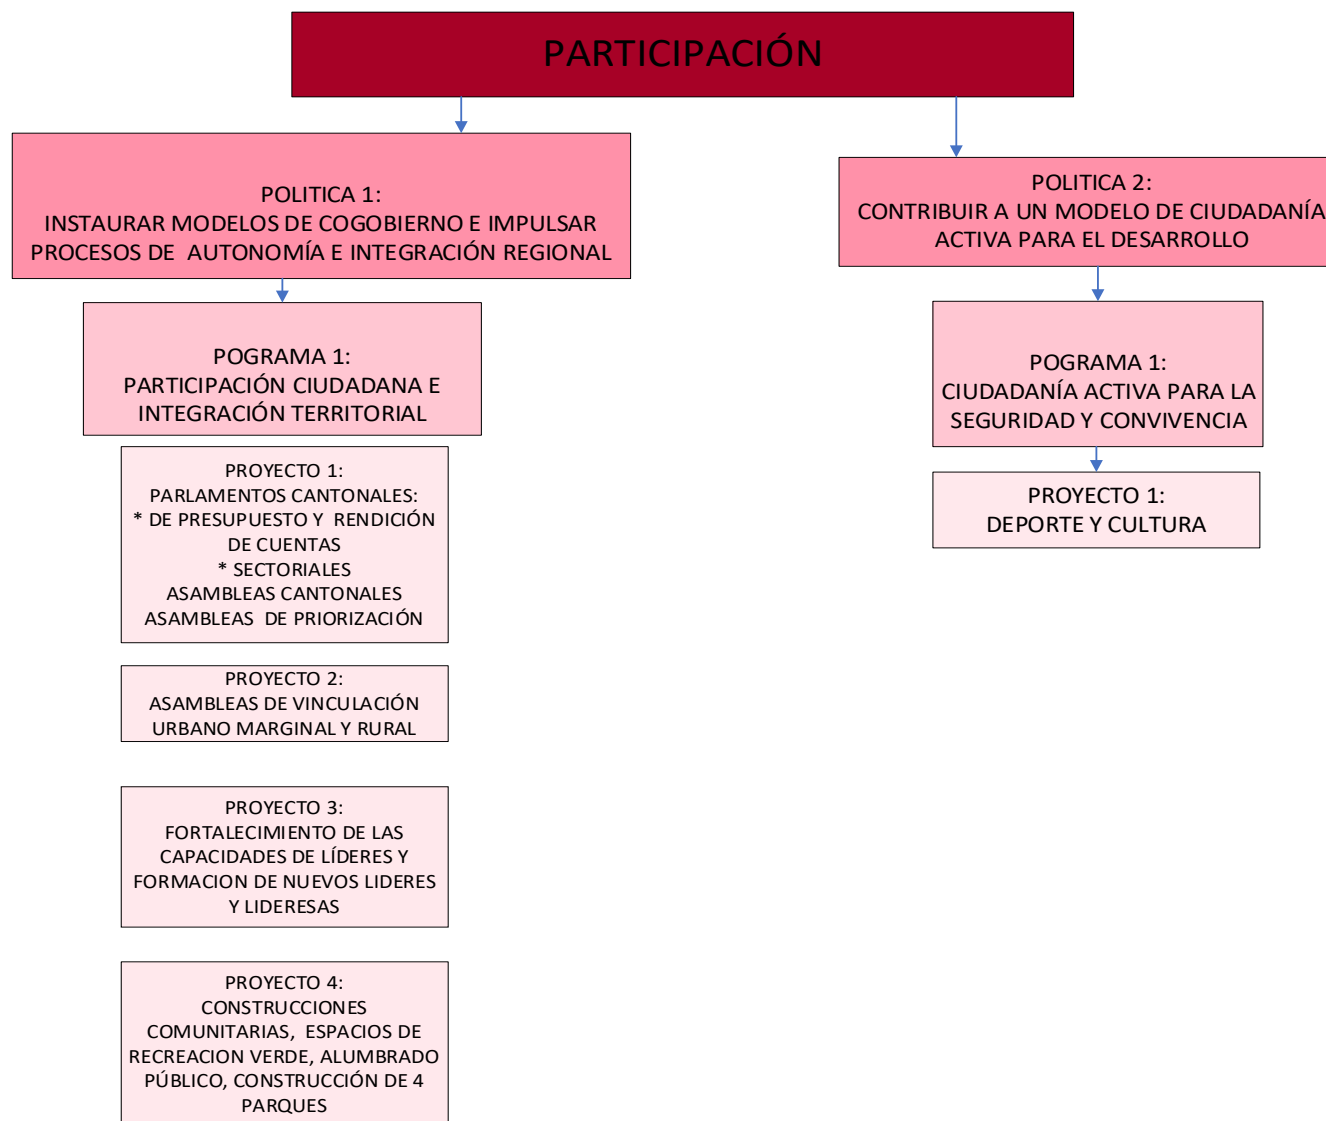 PARTICIPACIÓN
POLITICA 1:
INSTAURAR MODELOS DE COGOBIERNO E IMPULSAR
PROCESOS DE AUTONOMÍA E INTEGRACIÓN REGIONAL
POGRAMA 1:
PARTICIPACIÓN CIUDADANA E
INTEGRACIÓN TERRITORIAL
PROYECTO 1:
PARLAMENTOS CANTONALES:
* DE PRESUPUESTO Y RENDICIÓN
DE CUENTAS
* SECTORIALES
ASAMBLEAS CANTONALES
ASAMBLEAS DE PRIORIZACIÓN
PROYECTO 2:
ASAMBLEAS DE VINCULACIÓN
URBANO MARGINAL Y RURAL
PROYECTO 3:
FORTALECIMIENTO DE LAS
CAPACIDADES DE LÍDERES Y
FORMACION DE NUEVOS LIDERES
Y LIDERESAS
PROYECTO 4:
CONSTRUCCIONES
COMUNITARIAS, ESPACIOS DE
RECREACION VERDE, ALUMBRADO
PÚBLICO, CONSTRUCCIÓN DE 4
PARQUES
POLITICA 2:
CONTRIBUIR A UN MODELO DE CIUDADANÍA
ACTIVA PARA EL DESARROLLO
POGRAMA 1:
CIUDADANÍA ACTIVA PARA LA
SEGURIDAD Y CONVIVENCIA
PROYECTO 1:
DEPORTE Y CULTURA